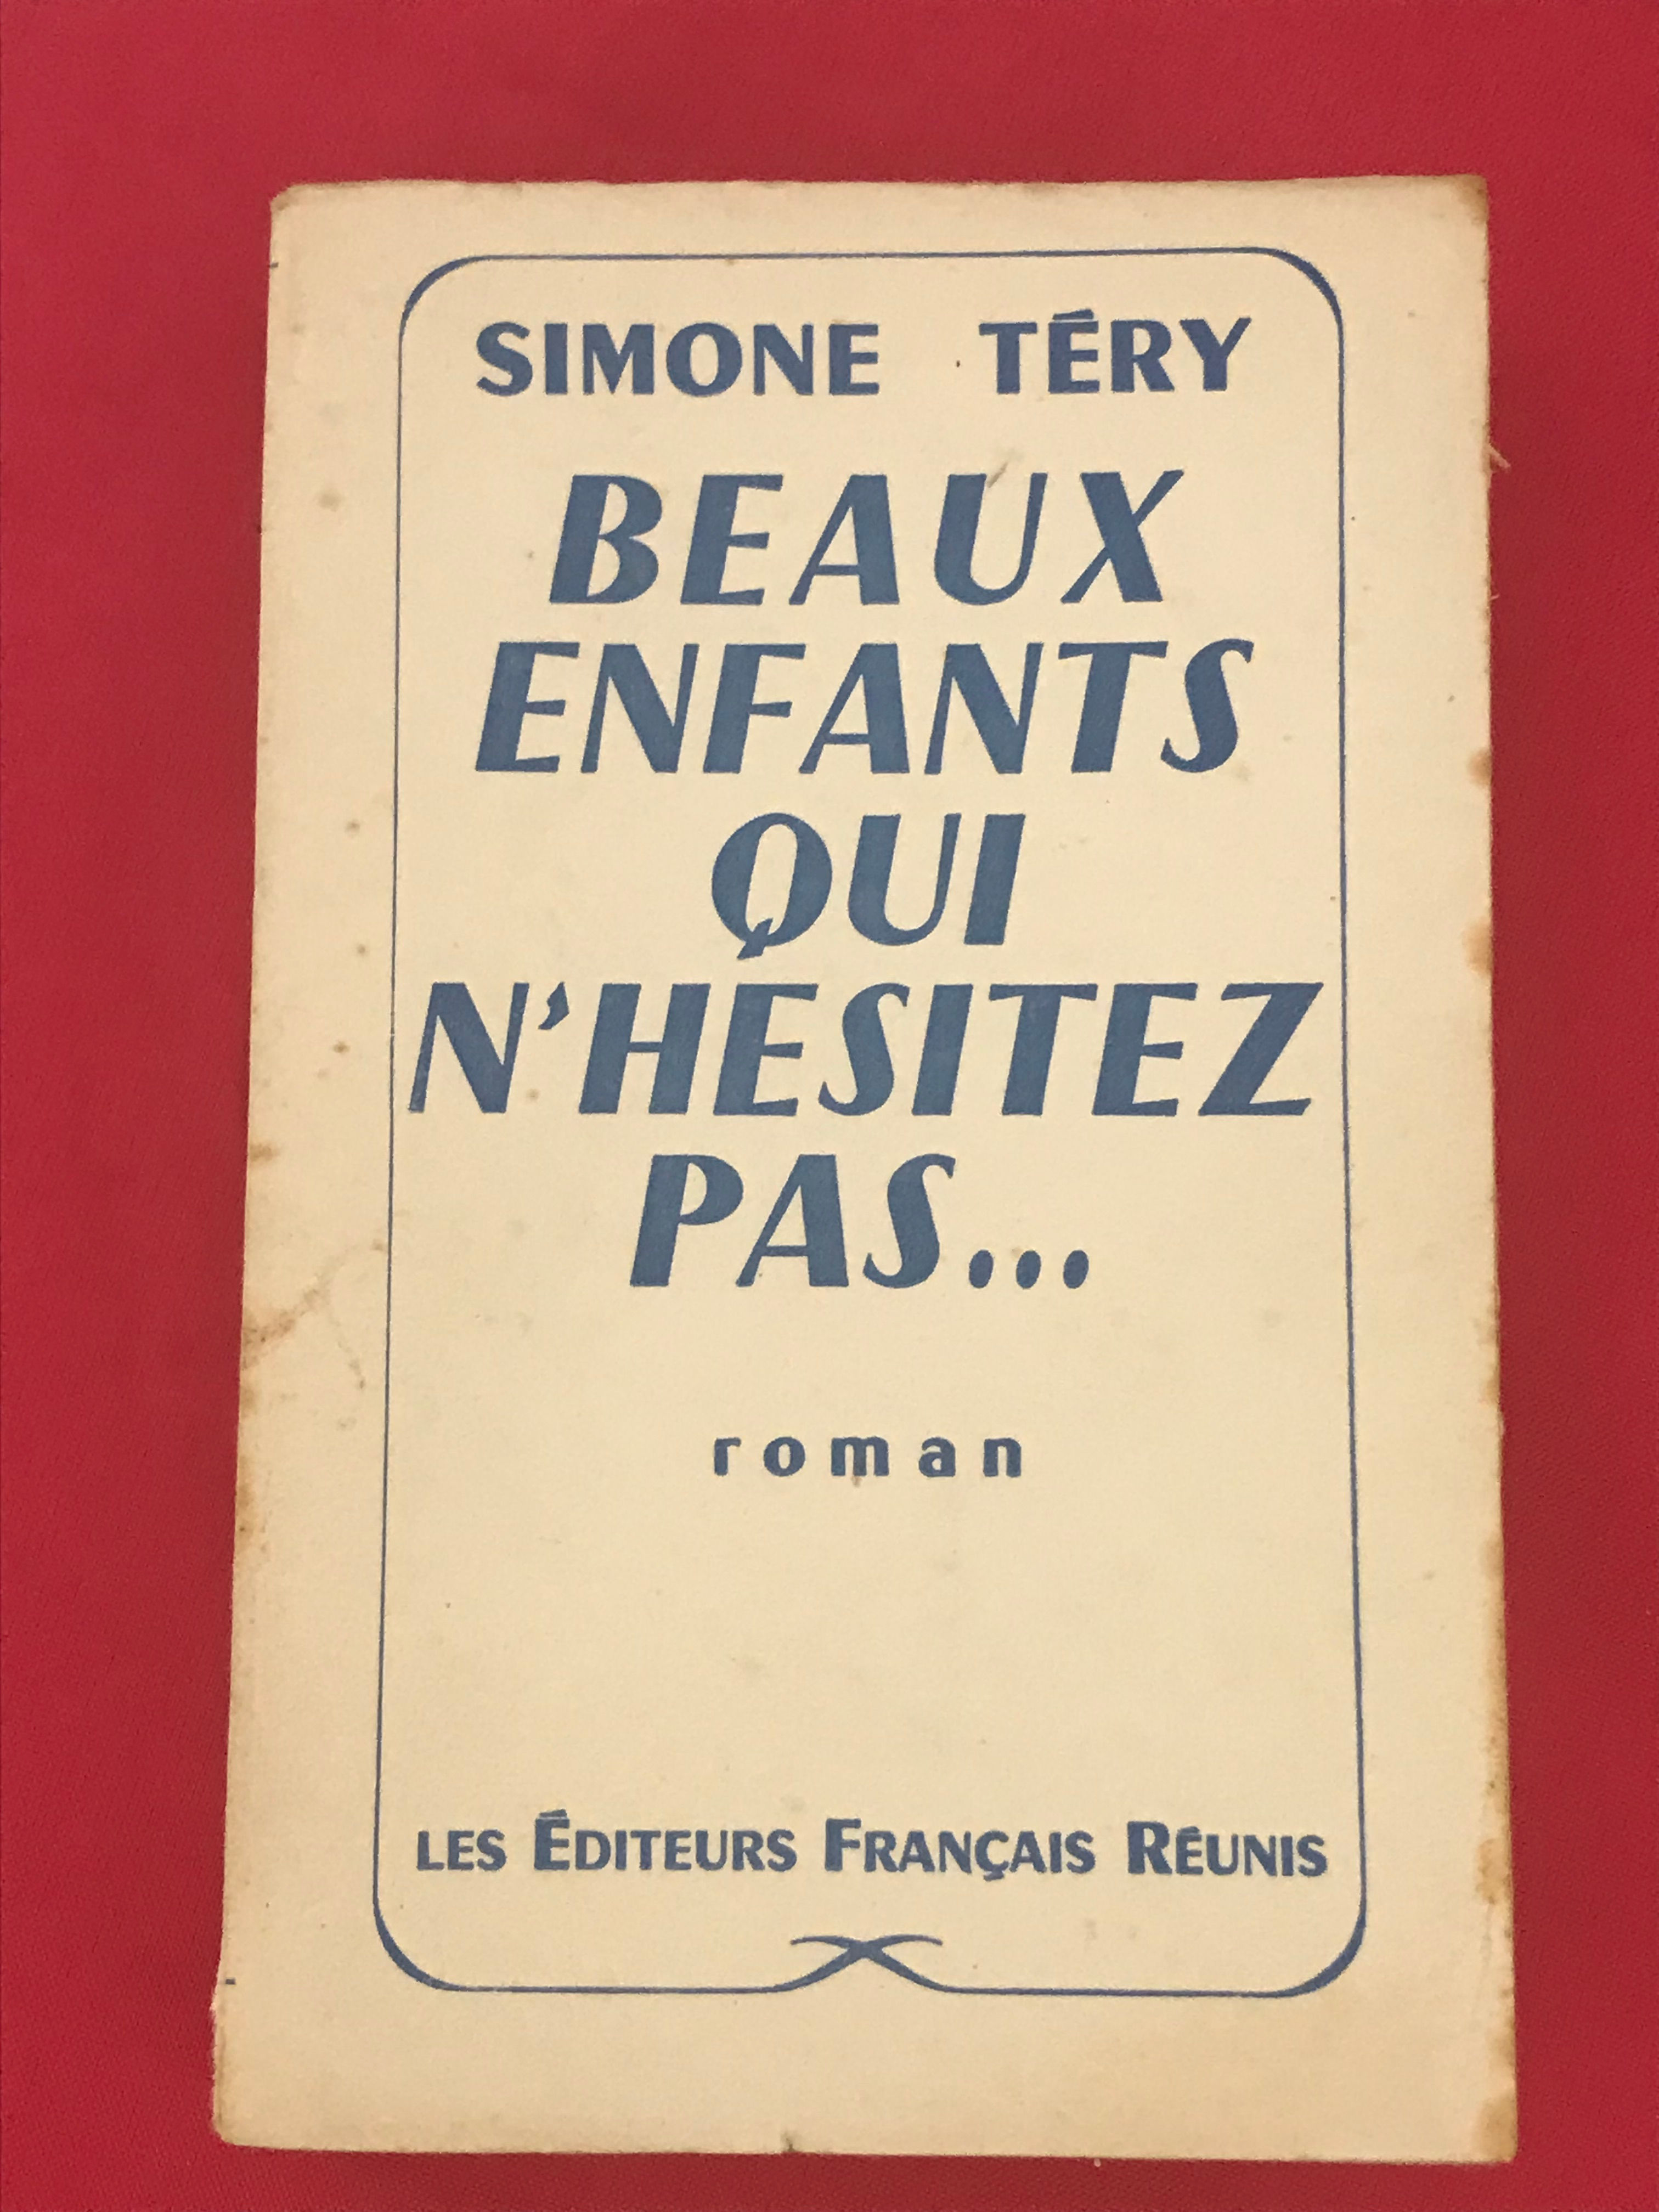 SIMONE TÉRY
BEAUX
ENFANTS
QUI
N'HESITEZ
PAS...
roman
LES ÉDITEURS FRANÇAIS RÉUNIS